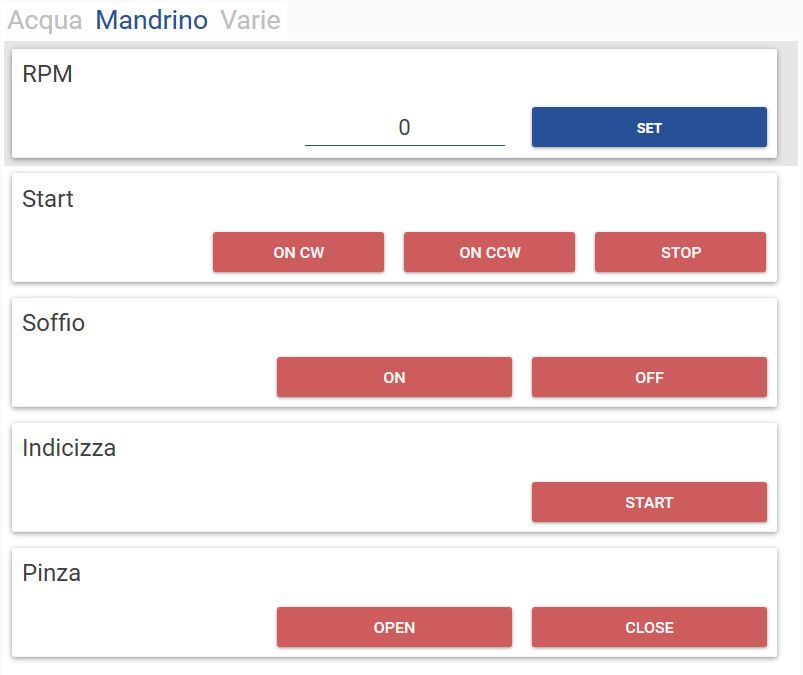 Acqua Mandrino Varie
RPM
0 SET
Start
ON CW ON CCW STOP
Soffio
ON OFF
Indicizza
START
Pinza
OPEN CLOSE